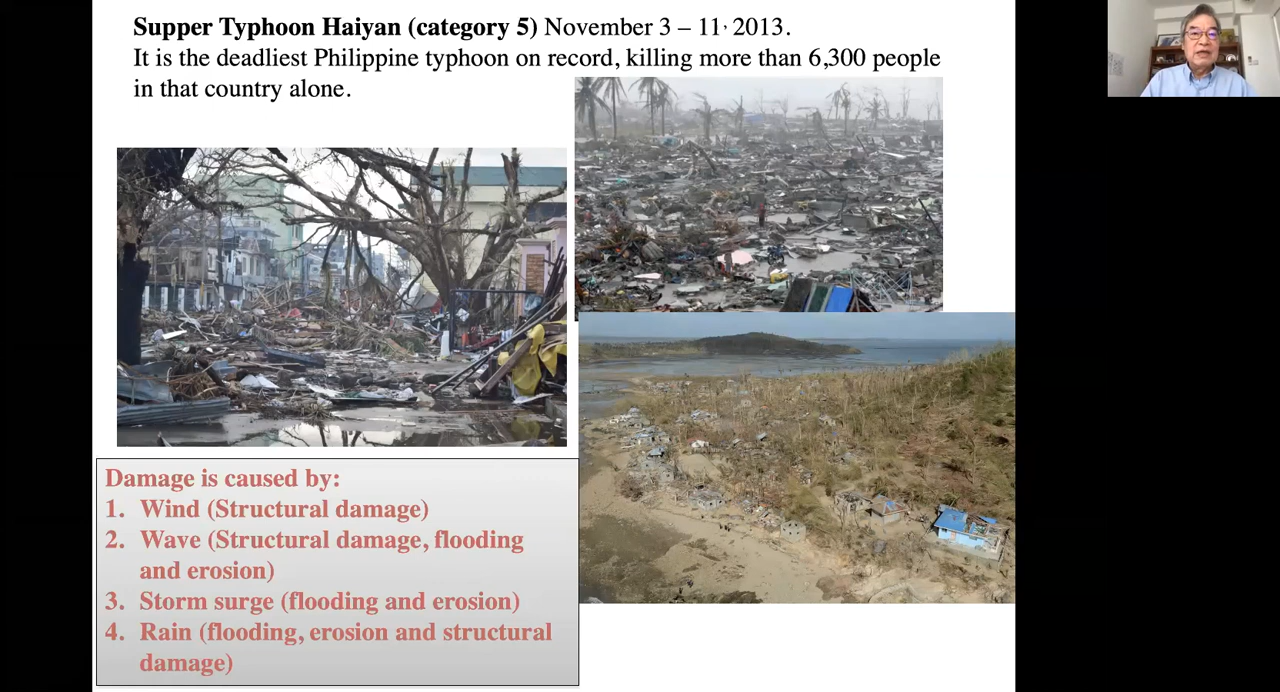 Supper Typhoon Haiyan (category 5) November 3 – 11, 2013.
It is the deadliest Philippine typhoon on record, killing more than 6,300 people
in that country alone.
Damage is caused by:
1. Wind (Structural damage)
2. Wave (Structural damage, flooding
and erosion)
3. Storm surge (flooding and erosion)
4. Rain (flooding, erosion and structural
damage)